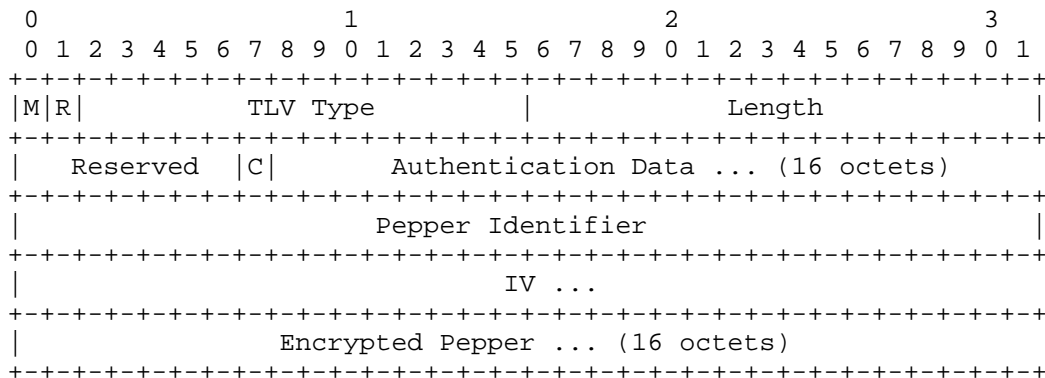 0                   1                   2                   3
 0 1 2 3 4 5 6 7 8 9 0 1 2 3 4 5 6 7 8 9 0 1 2 3 4 5 6 7 8 9 0 1
+-+-+-+-+-+-+-+-+-+-+-+-+-+-+-+-+-+-+-+-+-+-+-+-+-+-+-+-+-+-+-+-+
|M|R|          TLV Type         |            Length             |
+-+-+-+-+-+-+-+-+-+-+-+-+-+-+-+-+-+-+-+-+-+-+-+-+-+-+-+-+-+-+-+-+
|   Reserved  |C|       Authentication Data ... (16 octets)
+-+-+-+-+-+-+-+-+-+-+-+-+-+-+-+-+-+-+-+-+-+-+-+-+-+-+-+-+-+-+-+-+
|                      Pepper Identifier                        |
+-+-+-+-+-+-+-+-+-+-+-+-+-+-+-+-+-+-+-+-+-+-+-+-+-+-+-+-+-+-+-+-+
|                              IV ...
+-+-+-+-+-+-+-+-+-+-+-+-+-+-+-+-+-+-+-+-+-+-+-+-+-+-+-+-+-+-+-+-+
|                Encrypted Pepper ... (16 octets)
+-+-+-+-+-+-+-+-+-+-+-+-+-+-+-+-+-+-+-+-+-+-+-+-+-+-+-+-+-+-+-+-+